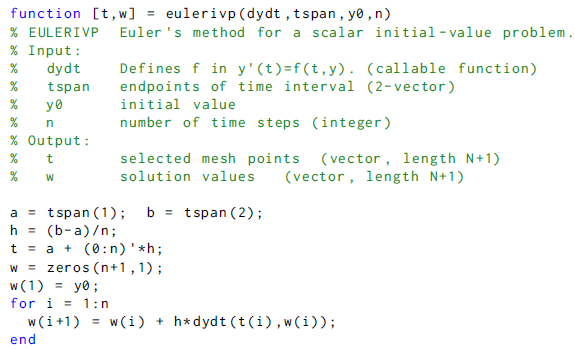 function [t,w] = eulerivp(dydt,tspan,y0,n)
% EULERIVP  Euler's method for a scalar initial-value problem.
% Input:
%   dydt    Defines f in y'(t)=f(t,y). (callable function)
%   tspan   endpoints of time interval (2-vector)
%   y0      initial value
%   n       number of time steps (integer)
% Output:
%   t       selected mesh points  (vector, length N+1)
%   w       solution values   (vector, length N+1)
a = tspan(1);  b = tspan(2);
h = (b-a)/n;
t = a + (0:n)'*h;
w = zeros(n+1,1);
w(1) = y0;
for i = 1:n
  w(i+1) = w(i) + h*dydt(t(i),w(i));
end